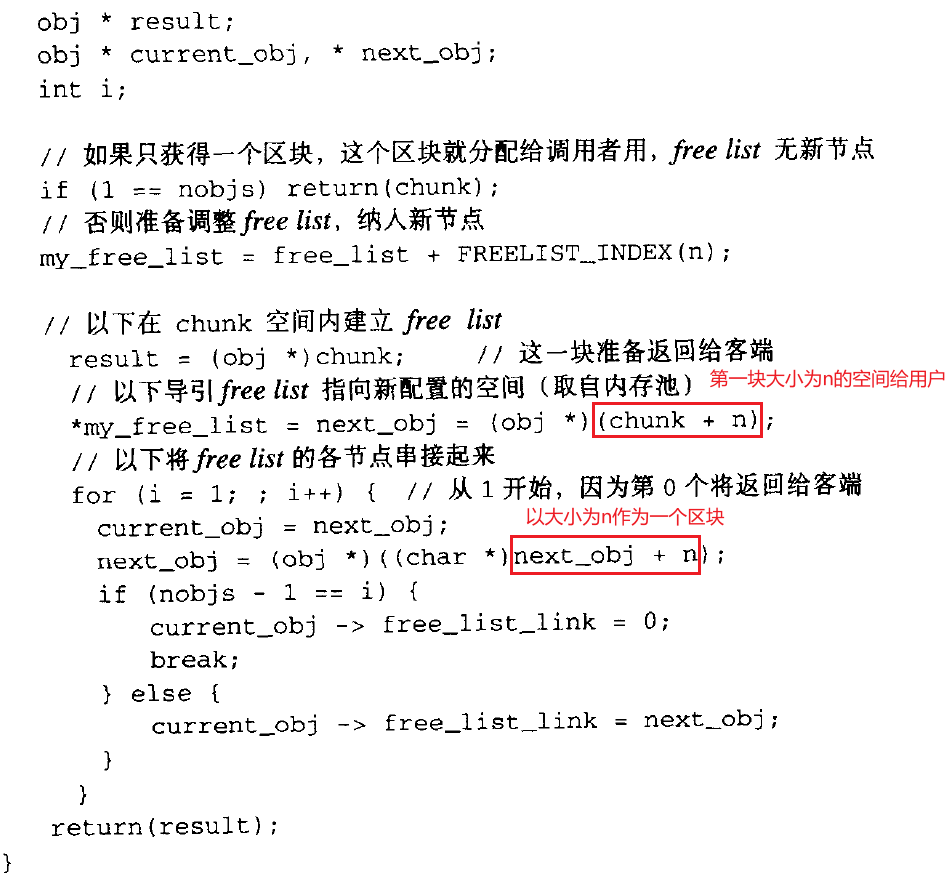 obj * result;
obj * current_obj, * next_obj;
int i;
// 如果只获得一个区块，这个区块就分配给调用者用，free list 无新节点
if (1 == nobjs) return(chunk);
// 否则准备调整 free list，纳入新节点
my_free_list = free_list + FREELIST_INDEX(n);
// 以下在 chunk 空间内建立 free list
result = (obj *)chunk; // 这一块准备返回给客端
// 以下导引 free list 指向新配置的空间（取自内存池）
第一块大小为n的空间给用户
*my_free_list = next_obj = (obj *)(chunk + n);
// 以下将 free list 的各节点串接起来
for (i = 1; ; i++) { // 从 1 开始，因为第 0 个将返回给客端
current_obj = next_obj;
以大小为n作为一个区块
next_obj = (obj *)((char *)next_obj + n);
if (nobjs - 1 == i) {
current_obj -> free_list_link = 0;
break;
} else {
current_obj -> free_list_link = next_obj;
}
}
return(result);
}